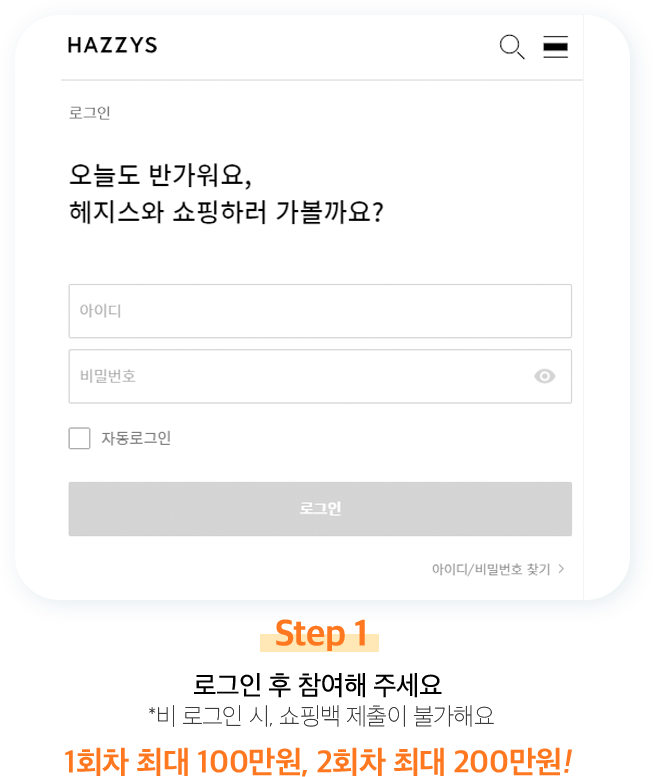 HAZZYS
로그인
오늘도 반가워요,
헤지스와 쇼핑하러 가볼까요?
아이디
비밀번호
자동로그인
로그인
아이디/비밀번호 찾기 >
Step 1
로그인 후 참여해 주세요
*비 로그인 시, 쇼핑백 제출이 불가해요
1회차 최대 100만원, 2회차 최대 200만원!